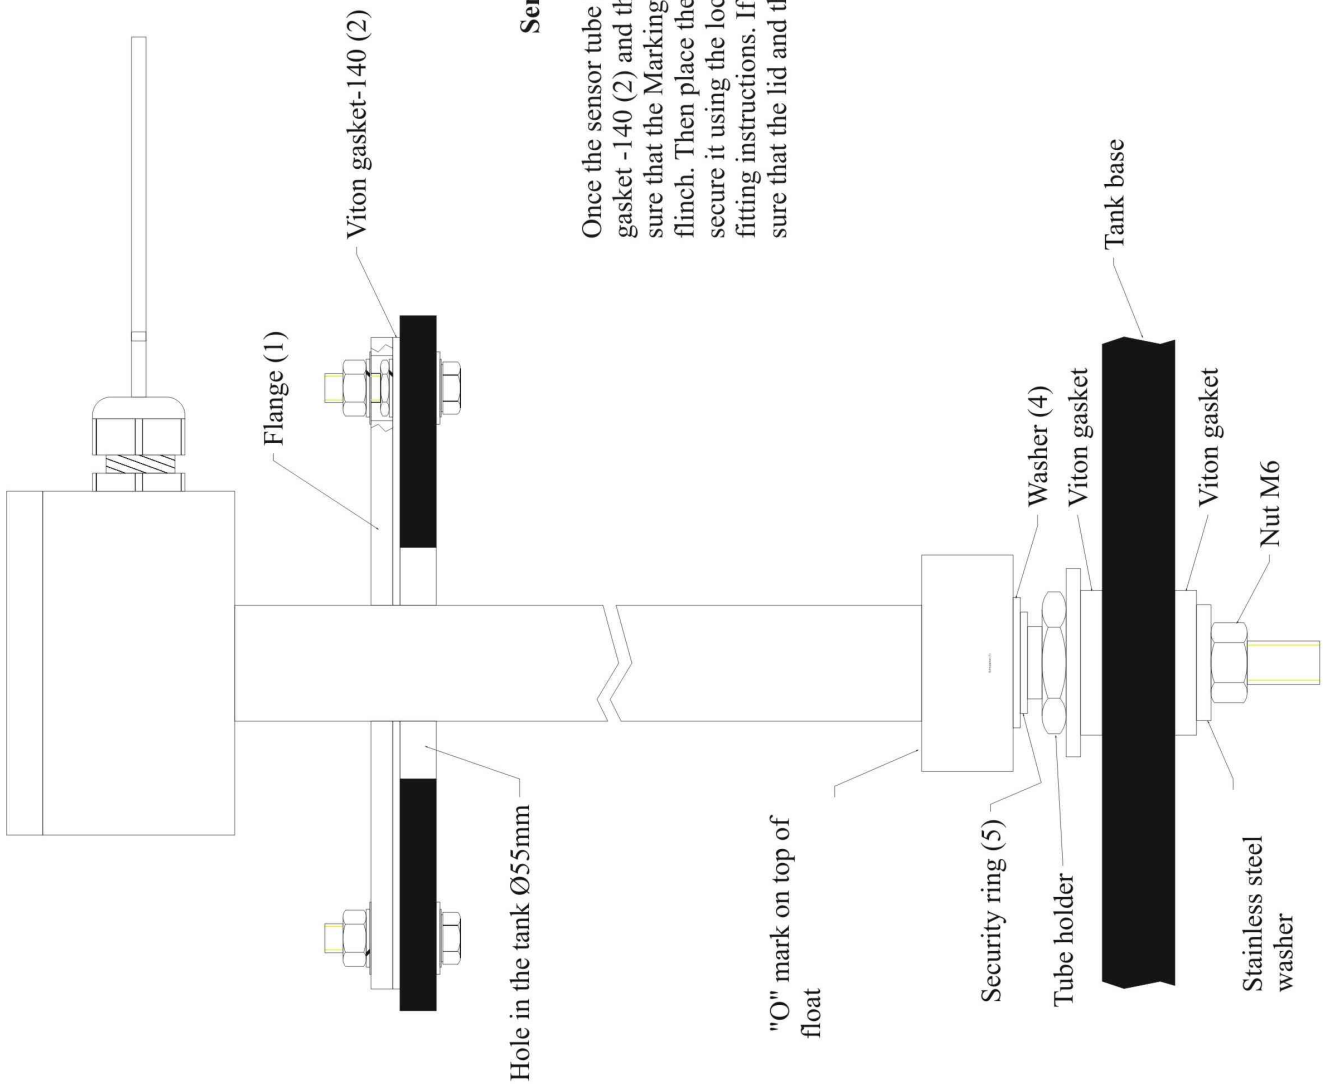 Viton gasket-140 (2)
Flange (1)
Hole in the tank Ø55mm
Ser
Once the sensor tube
gasket -140 (2) and th
sure that the Marking
flinch. Then place the
secure it using the loc
fitting instructions. If
sure that the lid and th
"O" mark on top of
float
Security ring (5)
Tube holder
Washer (4)
Viton gasket
Tank base
Viton gasket
Nut M6
Stainless steel
washer